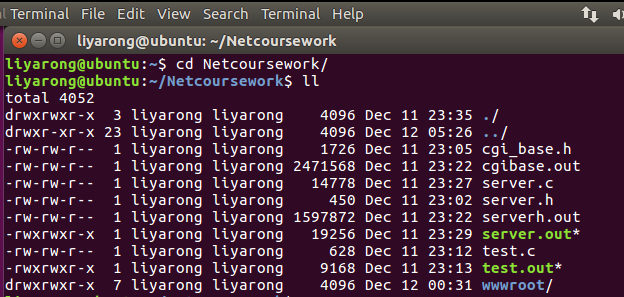 Terminal File Edit View Search Terminal Help
liyarong@ubuntu: ~/Netcoursework
liyarong@ubuntu:~$ cd Netcoursework/
liyarong@ubuntu:~/Netcoursework$ ll
total 4052
drwxrwxr-x 3 liyarong liyarong 4096 Dec 11 23:35 ./
drwxr-xr-x 23 liyarong liyarong 4096 Dec 12 05:26 ../
-rw-rw-r-- 1 liyarong liyarong 1726 Dec 11 23:05 cgi_base.h
-rw-rw-r-- 1 liyarong liyarong 2471568 Dec 11 23:22 cgibase.out
-rw-rw-r-- 1 liyarong liyarong 14778 Dec 11 23:27 server.c
-rw-rw-r-- 1 liyarong liyarong 450 Dec 11 23:02 server.h
-rw-rw-r-- 1 liyarong liyarong 1597872 Dec 11 23:22 serverh.out
-rwxrwxr-x 1 liyarong liyarong 19256 Dec 11 23:29 server.out*
-rw-rw-r-- 1 liyarong liyarong 628 Dec 11 23:12 test.c
-rwxrwxr-x 1 liyarong liyarong 9168 Dec 11 23:13 test.out*
drwxrwxr-x 7 liyarong liyarong 4096 Dec 12 00:31 wwwroot/